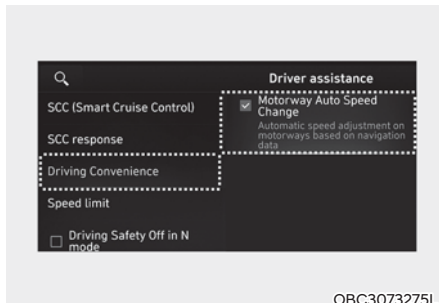 Driver assistance
SCC (Smart Cruise Control)
SCC response
Driving Convenience
Speed limit
Driving Safety Off in N
mode
Motorway Auto Speed
Change
Automatic speed adjustment on
motorways based on navigation
data
OBC3073275L